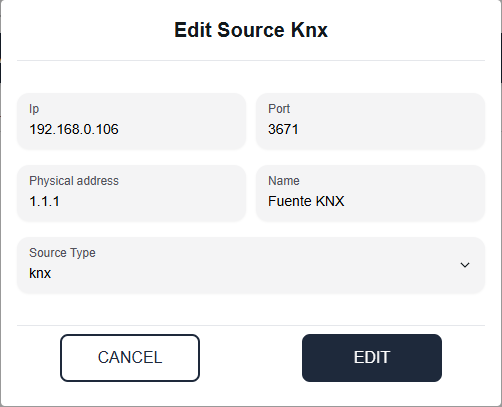 Edit Source Knx
Ip
192.168.0.106
Port
3671
Physical address
1.1.1
Name
Fuente KNX
Source Type
knx
CANCEL
EDIT